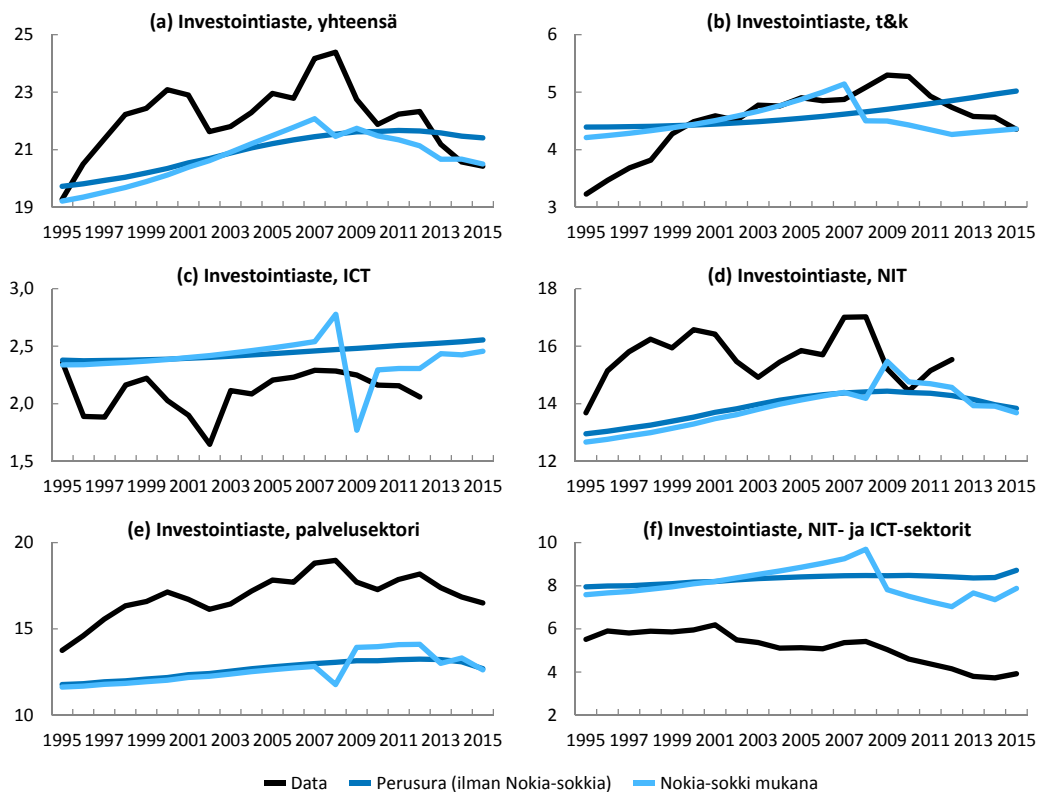 (a) Investointiaste, yhteensä
25
23
21
19
1995 1997 1999 2001 2003 2005 2007 2009 2011 2013 2015
(b) Investointiaste, t&k
6
5
4
3
1995 1997 1999 2001 2003 2005 2007 2009 2011 2013 2015
(c) Investointiaste, ICT
3,0
2,5
2,0
1,5
1995 1997 1999 2001 2003 2005 2007 2009 2011 2013 2015
(d) Investointiaste, NIT
18
16
14
12
1995 1997 1999 2001 2003 2005 2007 2009 2011 2013 2015
(e) Investointiaste, palvelusektori
20
15
10
1995 1997 1999 2001 2003 2005 2007 2009 2011 2013 2015
(f) Investointiaste, NIT- ja ICT-sektorit
10
8
6
4
2
1995 1997 1999 2001 2003 2005 2007 2009 2011 2013 2015
Data Perusura (ilman Nokia-sokkia) Nokia-sokki mukana